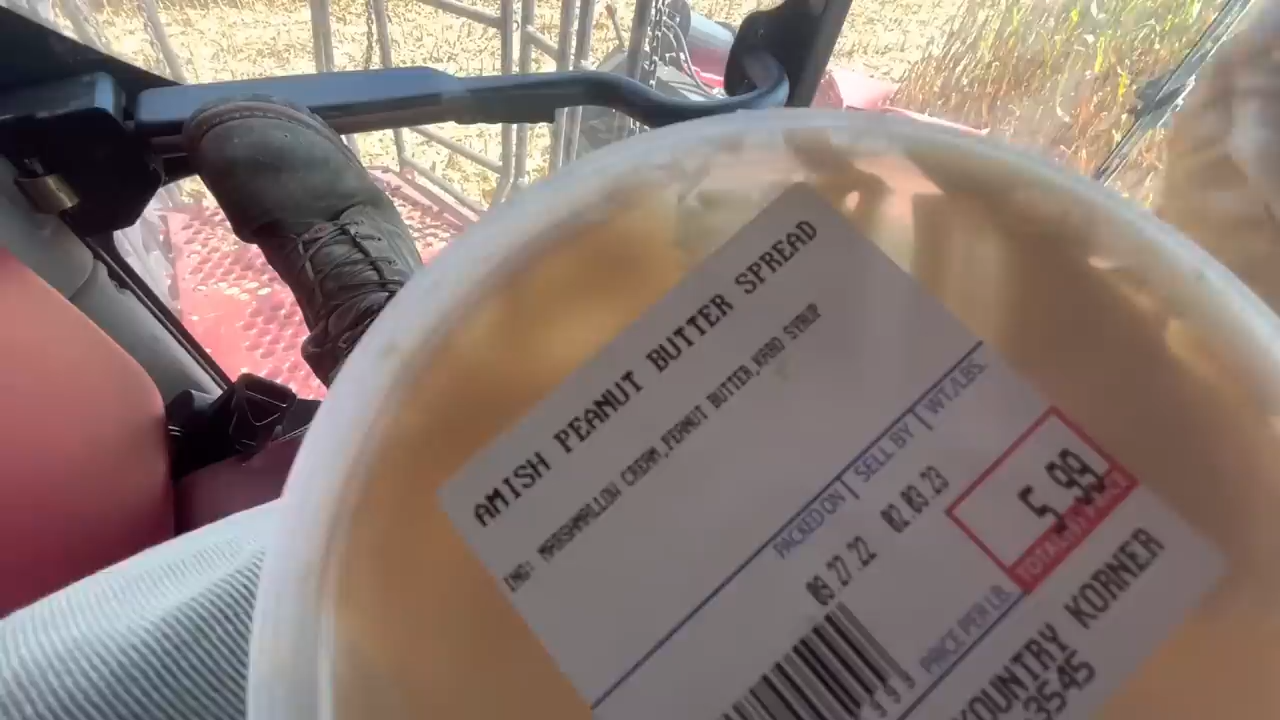 AMISH PEANUT BUTTER SPREAD
ING: MARSHMALLOW CREAM,PEANUT BUTTER,KARO SYRUP
PACKED ON | SELL BY | WT./LBS.
09.27.22 02.03.23
5.99
PRICE PER LB. TOTAL PRICE
KOUNTRY KORNER
3545